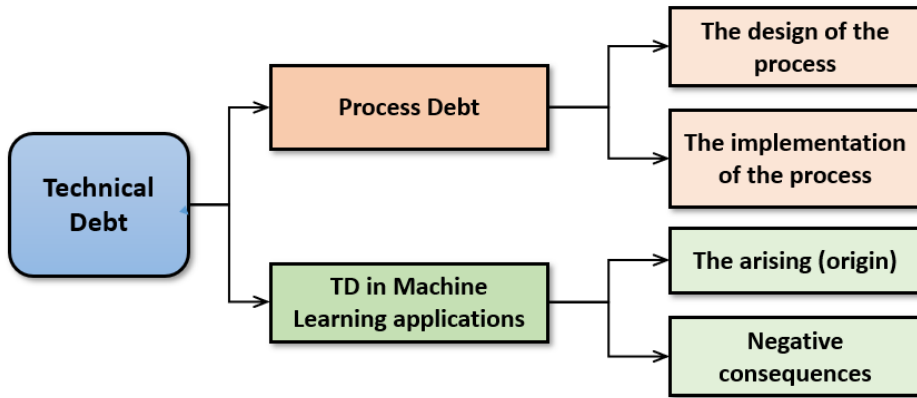 Technical
Debt
Process Debt
The design of the
process
The implementation
of the process
TD in Machine
Learning applications
The arising (origin)
Negative
consequences